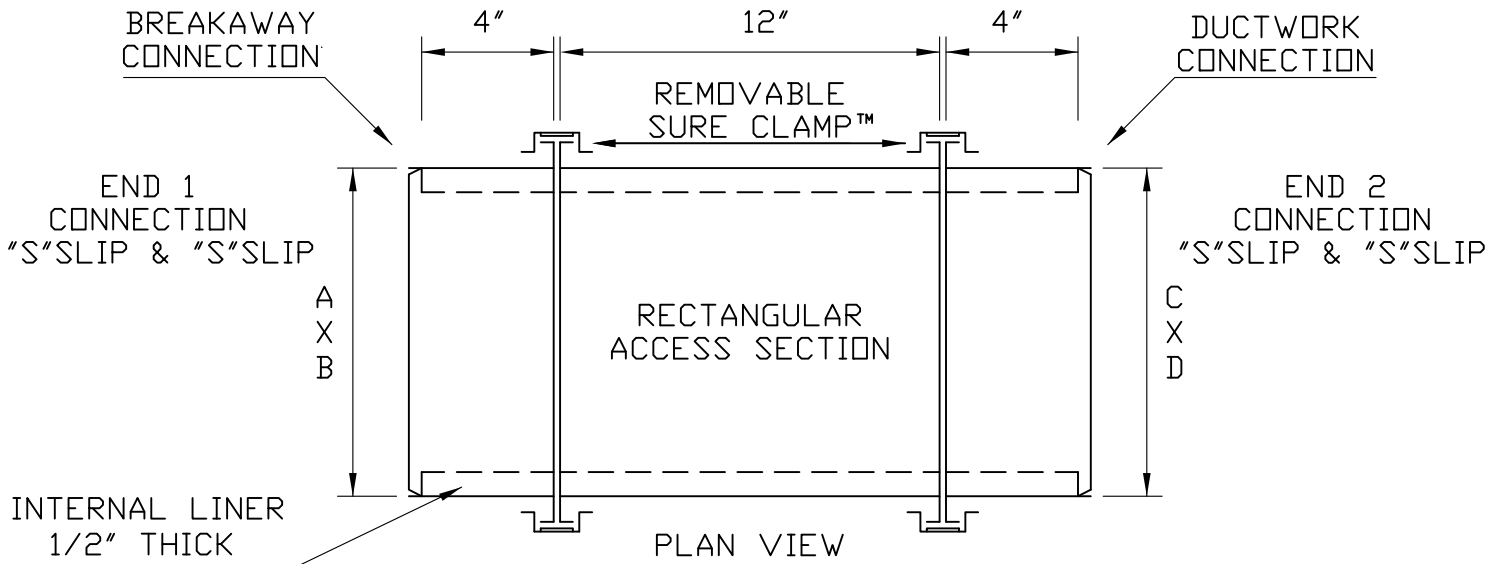 BREAKAWAY
CONNECTION
4"
12"
4"
DUCTWORK
CONNECTION
REMOVABLE
SURE CLAMP™
END 1
CONNECTION
"S"SLIP & "S"SLIP
END 2
CONNECTION
"S"SLIP & "S"SLIP
A
X
B
RECTANGULAR
ACCESS SECTION
C
X
D
INTERNAL LINER
1/2" THICK
PLAN VIEW